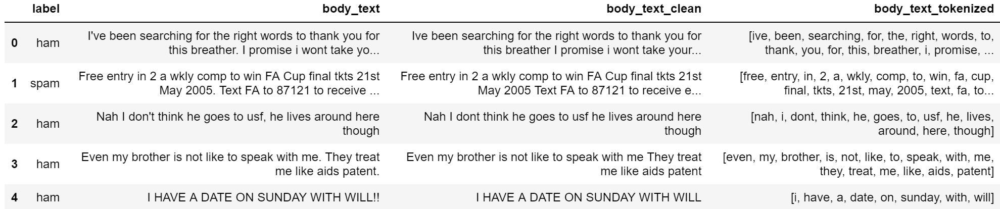 label body_text body_text_clean body_text_tokenized
0 ham I've been searching for the right words to thank you for this breather. I promise i wont take yo... Ive been searching for the right words to thank you for this breather I promise i wont take your... [ive, been, searching, for, the, right, words, to, thank, you, for, this, breather, i, promise, ...
1 spam Free entry in 2 a wkly comp to win FA Cup final tkts 21st May 2005. Text FA to 87121 to receive ... Free entry in 2 a wkly comp to win FA Cup final tkts 21st May 2005 Text FA to 87121 to receive e... [free, entry, in, 2, a, wkly, comp, to, win, fa, cup, final, tkts, 21st, may, 2005, text, fa, to...
2 ham Nah I don't think he goes to usf, he lives around here though Nah I dont think he goes to usf he lives around here though [nah, i, dont, think, he, goes, to, usf, he, lives, around, here, though]
3 ham Even my brother is not like to speak with me. They treat me like aids patent. Even my brother is not like to speak with me They treat me like aids patent [even, my, brother, is, not, like, to, speak, with, me, they, treat, me, like, aids, patent]
4 ham I HAVE A DATE ON SUNDAY WITH WILL!! I HAVE A DATE ON SUNDAY WITH WILL [i, have, a, date, on, sunday, with, will]